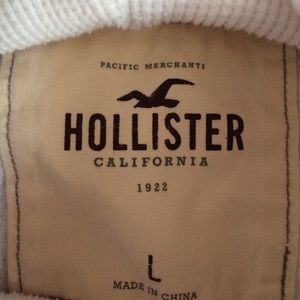 PACIFIC MERCHANTS
HOLLISTER
CALIFORNIA
1922
L
MADE IN CHINA